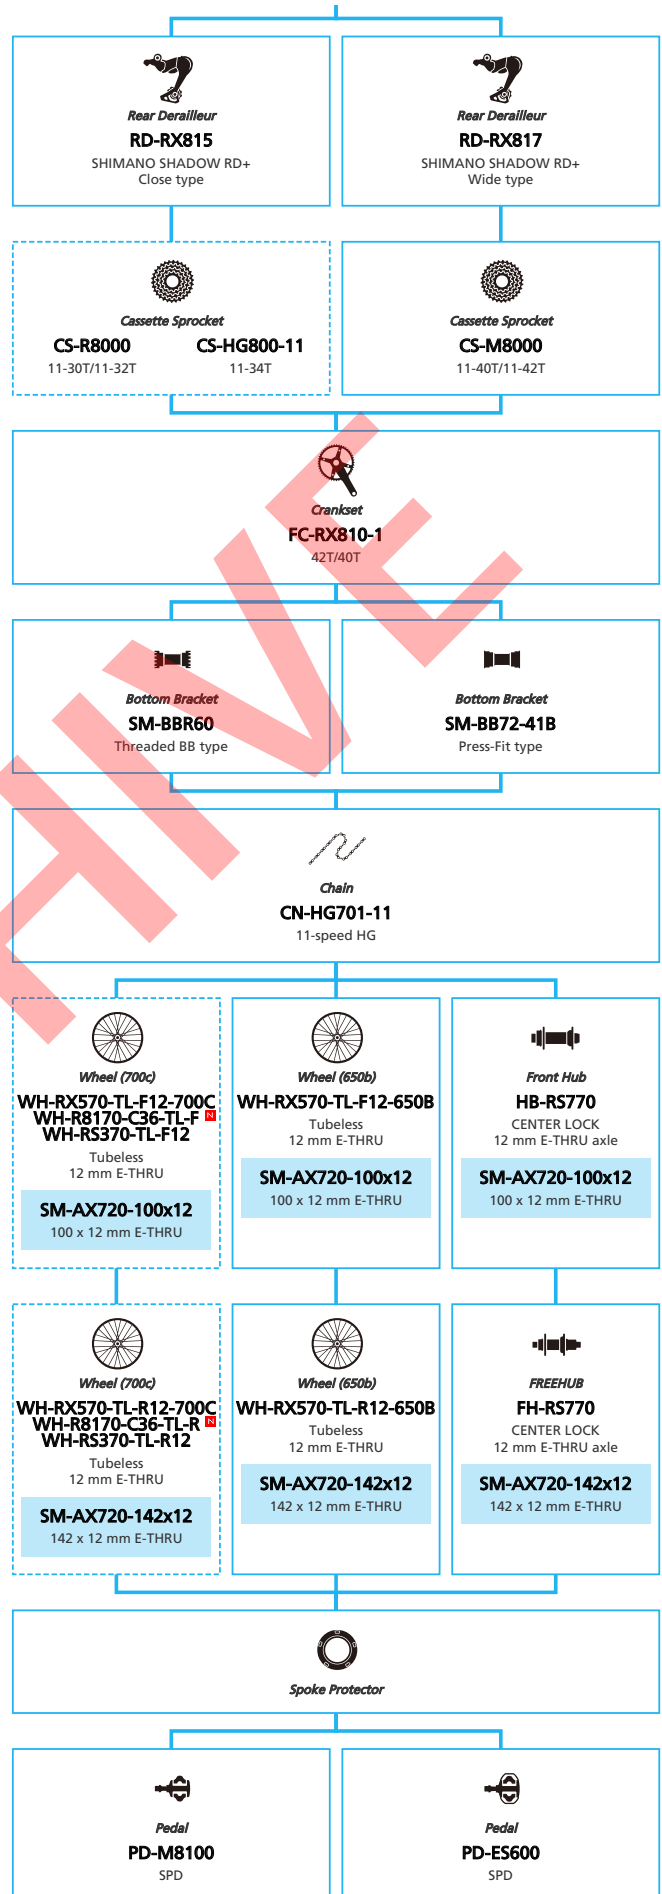 Rear Derailleur
RD-RX815
SHIMANO SHADOW RD+
Close type
Rear Derailleur
RD-RX817
SHIMANO SHADOW RD+
Wide type
Cassette Sprocket
CS-R8000
11-30T/11-32T
CS-HG800-11
11-34T
Cassette Sprocket
CS-M8000
11-40T/11-42T
Crankset
FC-RX810-1
42T/40T
Bottom Bracket
SM-BBR60
Threaded BB type
Bottom Bracket
SM-BB72-41B
Press-Fit type
Chain
CN-HG701-11
11-speed HG
Wheel (700c)
WH-RX570-TL-F12-700C
WH-R8170-C36-TL-F N
WH-RS370-TL-F12
Tubeless
12 mm E-THRU
SM-AX720-100x12
100 x 12 mm E-THRU
Wheel (650b)
WH-RX570-TL-F12-650B
Tubeless
12 mm E-THRU
SM-AX720-100x12
100 x 12 mm E-THRU
Front Hub
HB-RS770
CENTER LOCK
12 mm E-THRU axle
SM-AX720-100x12
100 x 12 mm E-THRU
Wheel (700c)
WH-RX570-TL-R12-700C
WH-R8170-C36-TL-R N
WH-RS370-TL-R12
Tubeless
12 mm E-THRU
SM-AX720-142x12
142 x 12 mm E-THRU
Wheel (650b)
WH-RX570-TL-R12-650B
Tubeless
12 mm E-THRU
SM-AX720-142x12
142 x 12 mm E-THRU
FREEHUB
FH-RS770
CENTER LOCK
12 mm E-THRU axle
SM-AX720-142x12
142 x 12 mm E-THRU
Spoke Protector
Pedal
PD-M8100
SPD
Pedal
PD-ES600
SPD
HIVE